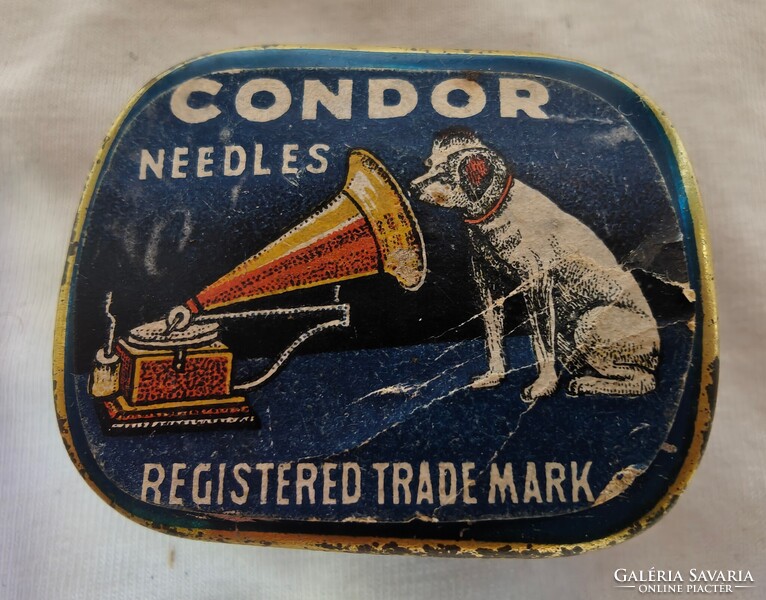 CONDOR
NEEDLES
REGISTERED TRADE MARK
GALÉRIA SAVARIA
ONLINE PIACTÉR